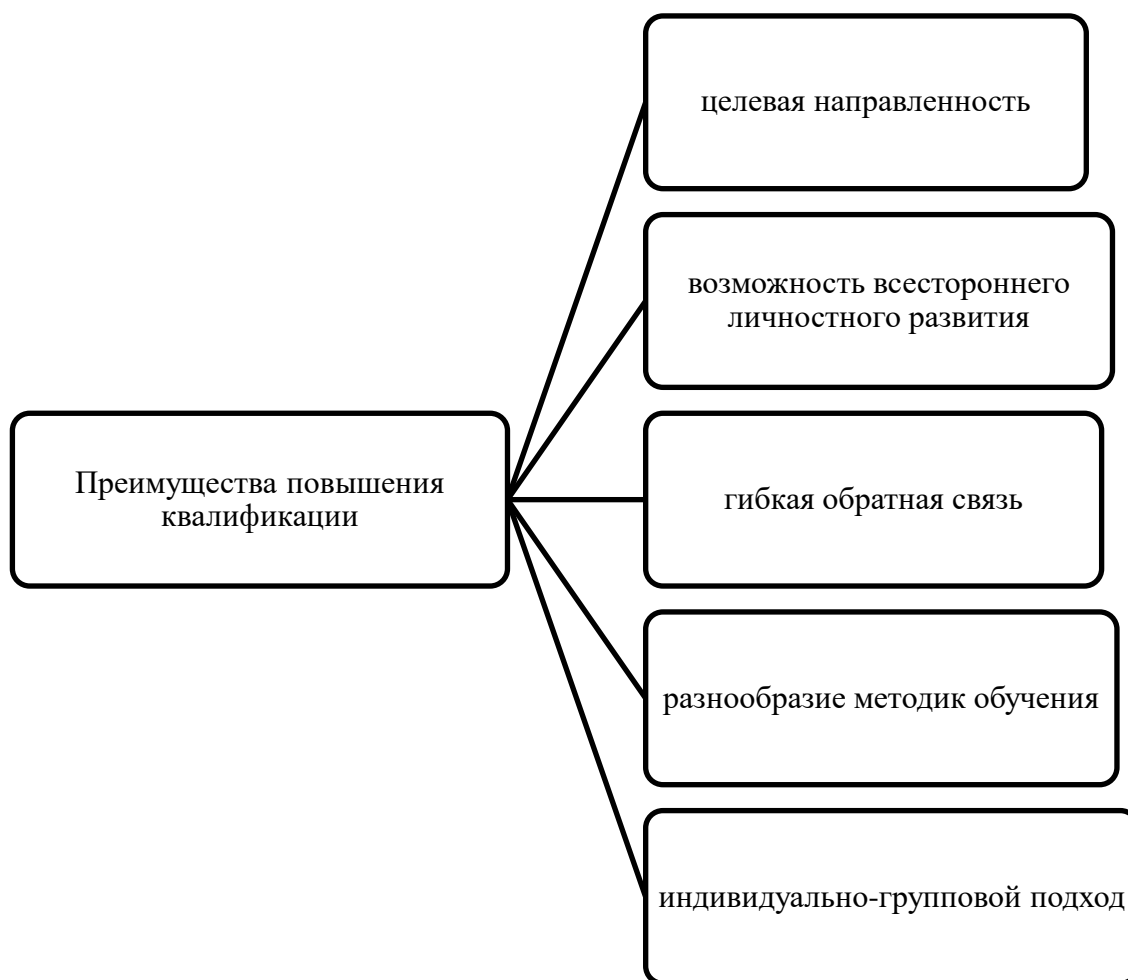 целевая направленность
возможность всестороннего
личностного развития
Преимущества повышения
квалификации
гибкая обратная связь
разнообразие методик обучения
индивидуально-групповой подход